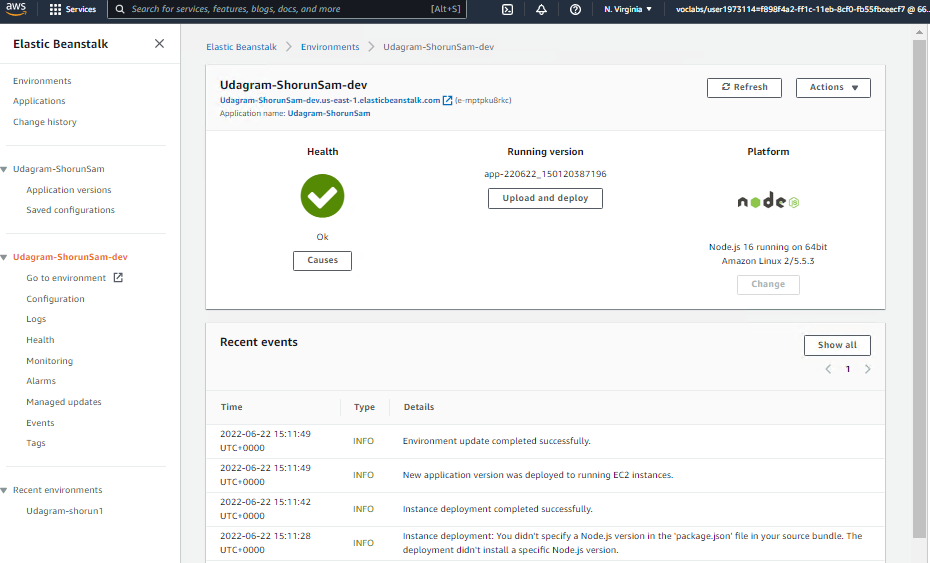 aws
Services
Search for services, features, blogs, docs, and more
[Alt+S]
N. Virginia
voclabs/user1973114=f898f4a2-ff1c-11eb-8cf0-fb55fbceecf7 @ 66..
Elastic Beanstalk
Environments
Applications
Change history
Udagram-ShorunSam
Application versions
Saved configurations
Udagram-ShorunSam-dev
Go to environment
Configuration
Logs
Health
Monitoring
Alarms
Managed updates
Events
Tags
Recent environments
Udagram-shorun1
Elastic Beanstalk
Environments
Udagram-ShorunSam-dev
Udagram-ShorunSam-dev
Udagram-ShorunSam-dev.us-east-1.elasticbeanstalk.com (e-mptpku8rkc)
Application name: Udagram-ShorunSam
Refresh
Actions
Health
Ok
Causes
Running version
app-220622_150120387196
Upload and deploy
Platform
node
JS
Node.js 16 running on 64bit
Amazon Linux 2/5.5.3
Change
Recent events
Show all
1
Time Type Details
2022-06-22 15:11:49
UTC+0000
INFO
Environment update completed successfully.
2022-06-22 15:11:49
UTC+0000
INFO
New application version was deployed to running EC2 instances.
2022-06-22 15:11:42
UTC+0000
INFO
Instance deployment completed successfully.
2022-06-22 15:11:28
UTC+0000
INFO
Instance deployment: You didn't specify a Node.js version in the 'package.json' file in your source bundle. The
deployment didn't install a specific Node.js version.